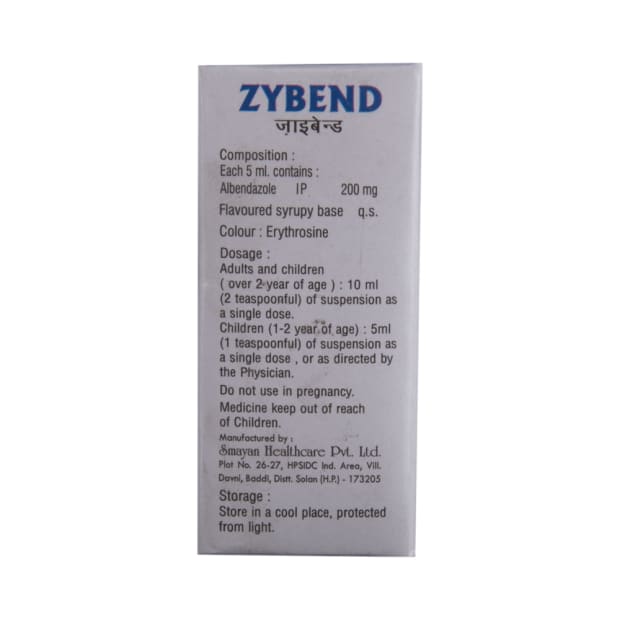 ZYBEND
ज़ाइबेन्ड
Composition :
Each 5 ml. contains :
Albendazole IP 200 mg
Flavoured syrupy base q.s.
Colour : Erythrosine
Dosage :
Adults and children
( over 2 year of age ) : 10 ml
(2 teaspoonful) of suspension as
a single dose.
Children (1-2 year of age) : 5ml
(1 teaspoonful) of suspension as
a single dose , or as directed by
the Physician.
Do not use in pregnancy.
Medicine keep out of reach
of Children.
Manufactured by :
Smayan Healthcare Pvt. Ltd.
Plot No. 26-27, HPSIDC Ind. Area, Vill.
Davni, Baddi, Distt. Solan (H.P.) - 173205
Storage :
Store in a cool place, protected
from light.